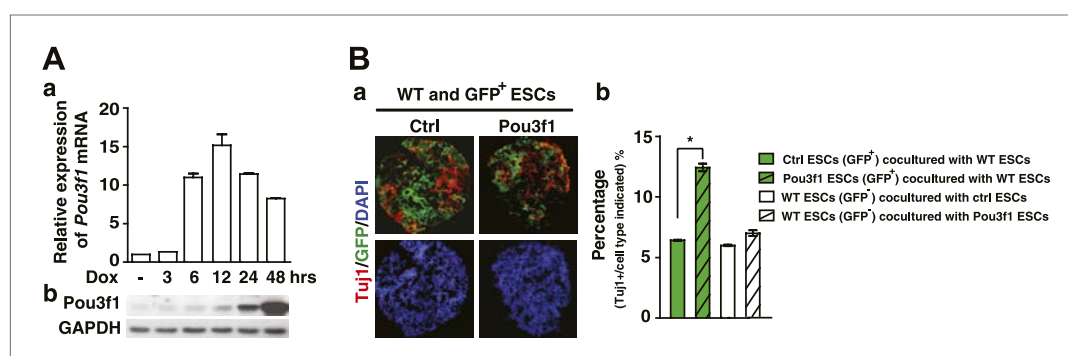 A
a
Relative expression
of Pou3f1 mRNA
20
15
10
5
0
Dox - 3 6 12 24 48 hrs
b
Pou3f1
GAPDH
B
a
WT and GFP+ ESCs
Ctrl Pou3f1
Tuj1/GFP/DAPI
b
Percentage
(Tuj1+/cell type indicated) %
15
10
5
0
*
Ctrl ESCs (GFP+) cocultured with WT ESCs
Pou3f1 ESCs (GFP+) cocultured with WT ESCs
WT ESCs (GFP-) cocultured with ctrl ESCs
WT ESCs (GFP-) cocultured with Pou3f1 ESCs